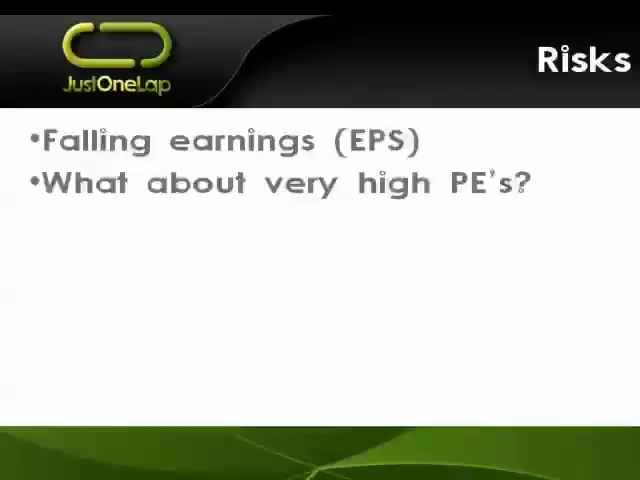 JustOneLap
Risks
•Falling earnings (EPS)
•What about very high PE's?